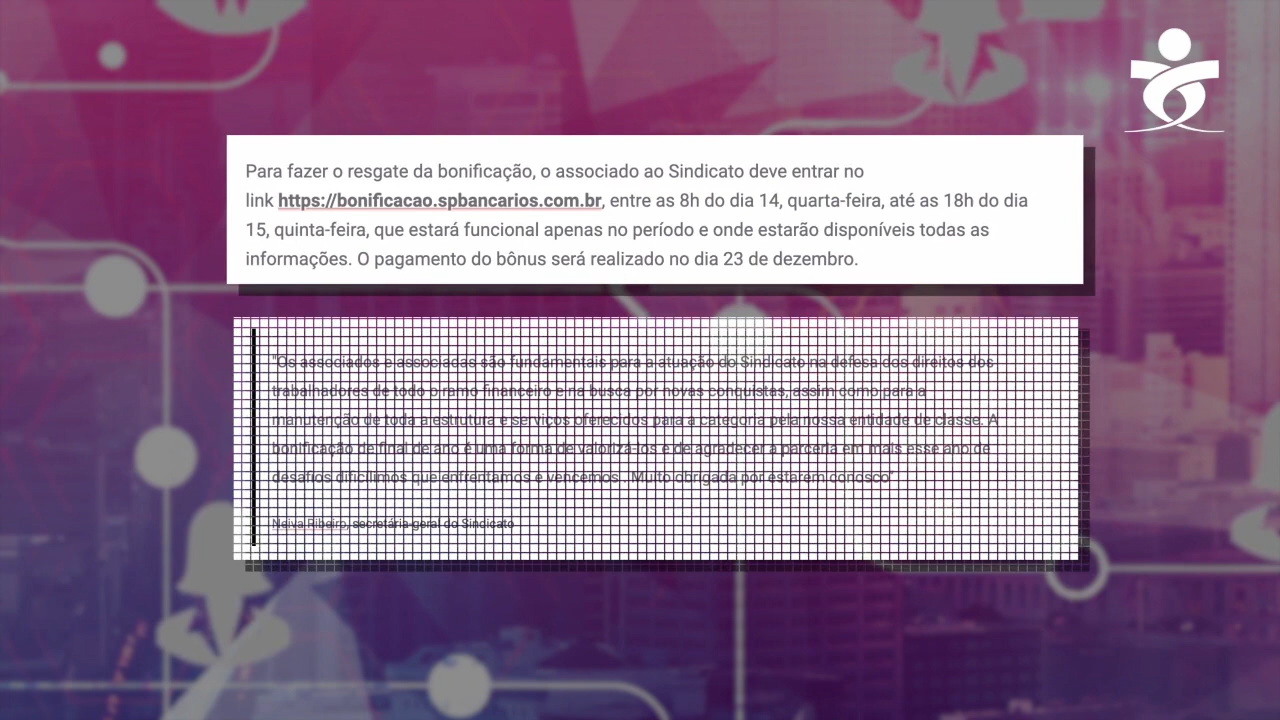 Para fazer o resgate da bonificação, o associado ao Sindicato deve entrar no
link https://bonificacao.spbancarios.com.br, entre as 8h do dia 14, quarta-feira, até as 18h do dia
15, quinta-feira, que estará funcional apenas no período e onde estarão disponíveis todas as
informações. O pagamento do bônus será realizado no dia 23 de dezembro.
"Os associados e associadas são fundamentais para a atuação do Sindicato na defesa dos direitos dos
trabalhadores de todo o ramo financeiro e na busca por novas conquistas, assim como para a
manutenção de toda a estrutura e serviços oferecidos para a categoria pela nossa entidade de classe. A
bonificação de final de ano é uma forma de valorizá-los e de agradecer a parceria em mais esse ano de
desafios dificílimos que enfrentamos e vencemos . Muito obrigada por estarem conosco"
Neiva Ribeiro, secretária-geral do Sindicato